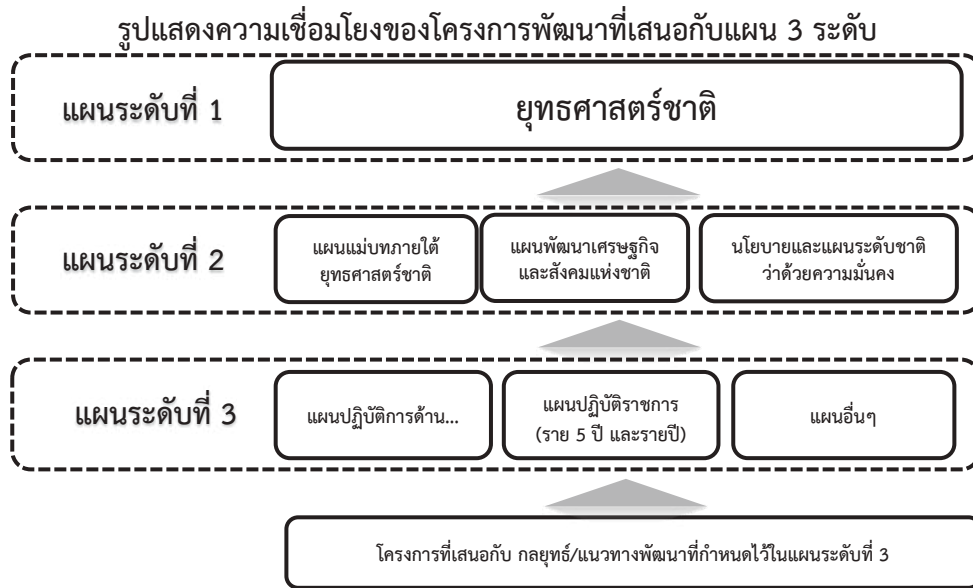 รูปแสดงความเชื่อมโยงของโครงการพัฒนาที่เสนอกับแผน 3 ระดับ
แผนระดับที่ 1
ยุทธศาสตร์ชาติ
แผนระดับที่ 2
แผนแม่บทภายใต้
ยุทธศาสตร์ชาติ
แผนพัฒนาเศรษฐกิจ
และสังคมแห่งชาติ
นโยบายและแผนระดับชาติ
ว่าด้วยความมั่นคง
แผนระดับที่ 3
แผนปฏิบัติการด้าน...
แผนปฏิบัติราชการ
(ราย 5 ปี และรายปี)
แผนอื่นๆ
โครงการที่เสนอกับ กลยุทธ์/แนวทางพัฒนาที่กำหนดไว้ในแผนระดับที่ 3